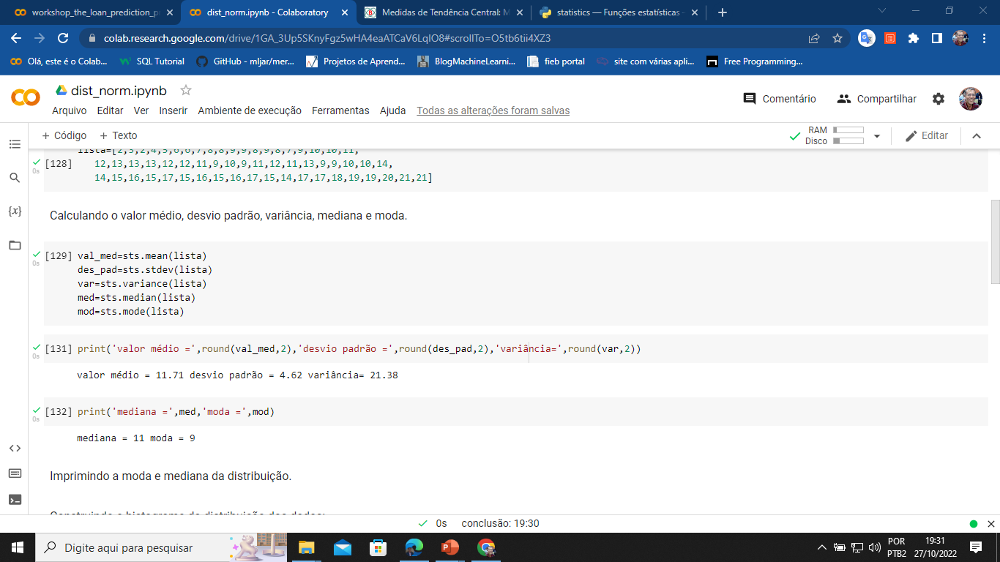 workshop_the_loan_prediction_p
dist_norm.ipynb - Colaboratory
Medidas de Tendência Central: M
statistics — Funções estatísticas -
colab.research.google.com/drive/1GA_3Up5SKnyFgz5wHA4eaATCaV6LqIO8#scrollTo=O5tb6tii4XZ3
Olá, este é o Colab...
SQL Tutorial
GitHub - mljar/mer...
Projetos de Aprend...
BlogMachineLearni...
fieb portal
site com várias apli...
Free Programming...
dist_norm.ipynb
Comentário
Compartilhar
Arquivo Editar Ver Inserir Ambiente de execução Ferramentas Ajuda Todas as alterações foram salvas
+ Código + Texto
RAM
Disco
Editar
lista=[2,3,2,4,5,6,6,7,8,8,9,9,8,9,8,7,9,10,10,11,
[128] 12,13,13,13,12,12,11,9,10,9,11,12,11,13,9,9,10,10,14,
0s
14,15,16,15,17,15,16,15,16,17,15,14,17,17,18,19,19,20,21,21]
Calculando o valor médio, desvio padrão, variância, mediana e moda.
[129] val_med=sts.mean(lista)
0s
des_pad=sts.stdev(lista)
var=sts.variance(lista)
med=sts.median(lista)
mod=sts.mode(lista)
[131] print('valor médio =',round(val_med,2),'desvio padrão =',round(des_pad,2),'variância=',round(var,2))
0s
valor médio = 11.71 desvio padrão = 4.62 variância= 21.38
[132] print('mediana =',med,'moda =',mod)
0s
mediana = 11 moda = 9
Imprimindo a moda e mediana da distribuição.
Construindo o histograma de distribuição dos dados:
0s conclusão: 19:30
Digite aqui para pesquisar
POR
PTB2
19:31
27/10/2022